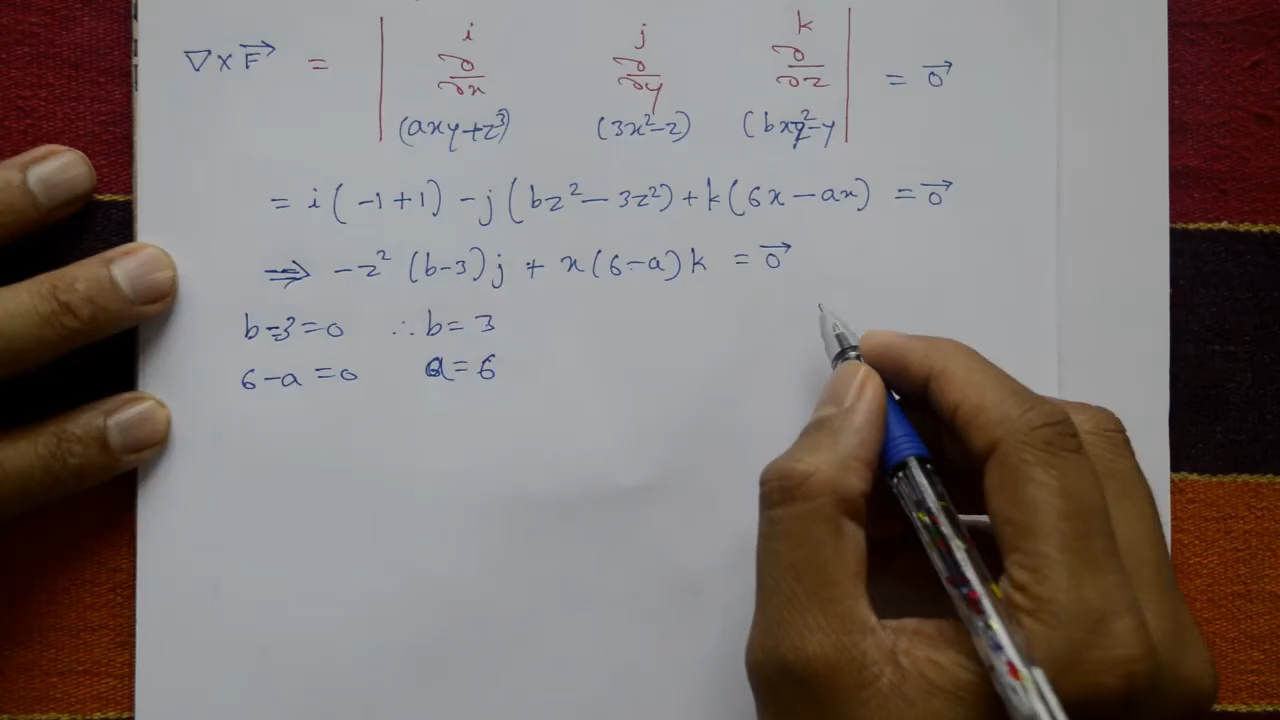 i j k
∇×F⃗ = | ∂/∂x ∂/∂y ∂/∂z | = 0⃗
(axy+z³) (3x²-z) (bxz²-y
= i(-1+1) -j(bz²-3z²)+k(6x-ax) = 0⃗
⇒ -z²(b-3)j + x(6-a)k = 0⃗
b-3=0 ∴ b=3
6-a=0 a=6